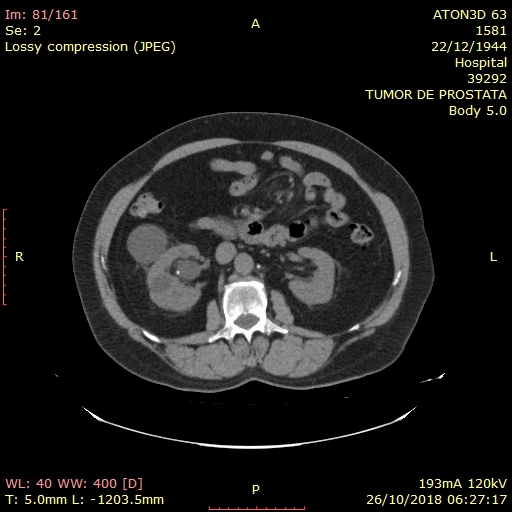 Im: 81/161
Se: 2
Lossy compression (JPEG)
A
ATON3D 63
1581
22/12/1944
Hospital
39292
TUMOR DE PROSTATA
Body 5.0
R
L
WL: 40 WW: 400 [D]
T: 5.0mm L: -1203.5mm
P
193mA 120kV
26/10/2018 06:27:17